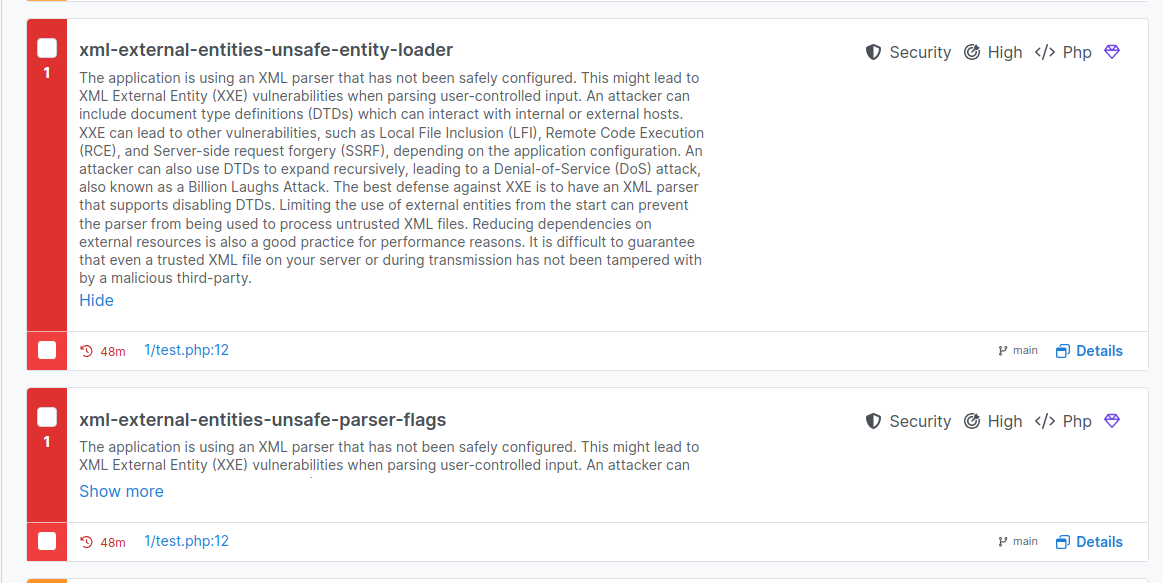 xml-external-entities-unsafe-entity-loader
Security High </> Php
1
The application is using an XML parser that has not been safely configured. This might lead to
XML External Entity (XXE) vulnerabilities when parsing user-controlled input. An attacker can
include document type definitions (DTDs) which can interact with internal or external hosts.
XXE can lead to other vulnerabilities, such as Local File Inclusion (LFI), Remote Code Execution
(RCE), and Server-side request forgery (SSRF), depending on the application configuration. An
attacker can also use DTDs to expand recursively, leading to a Denial-of-Service (DoS) attack,
also known as a Billion Laughs Attack. The best defense against XXE is to have an XML parser
that supports disabling DTDs. Limiting the use of external entities from the start can prevent
the parser from being used to process untrusted XML files. Reducing dependencies on
external resources is also a good practice for performance reasons. It is difficult to guarantee
that even a trusted XML file on your server or during transmission has not been tampered with
by a malicious third-party.
Hide
48m 1/test.php:12 main Details
xml-external-entities-unsafe-parser-flags
Security High </> Php
1
The application is using an XML parser that has not been safely configured. This might lead to
XML External Entity (XXE) vulnerabilities when parsing user-controlled input. An attacker can
Show more
48m 1/test.php:12 main Details